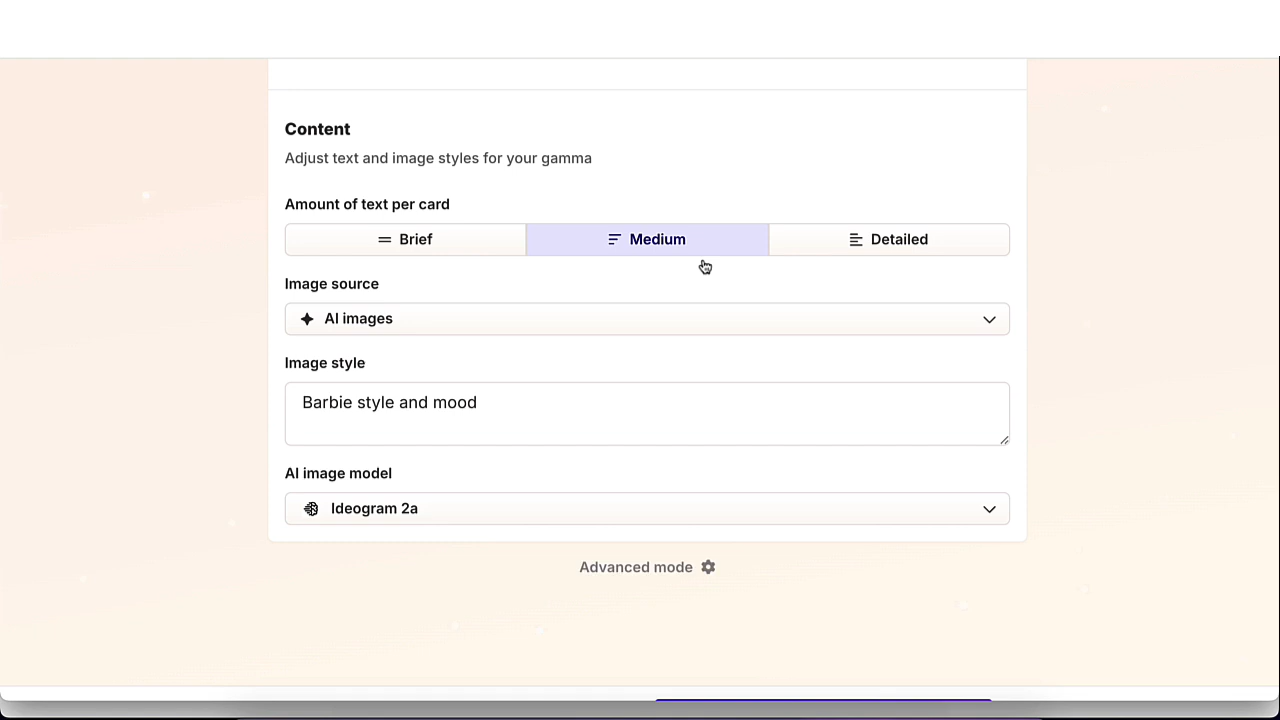 Content
Adjust text and image styles for your gamma
Amount of text per card
Brief
Medium
Detailed
Image source
AI images
Image style
Barbie style and mood
AI image model
Ideogram 2a
Advanced mode